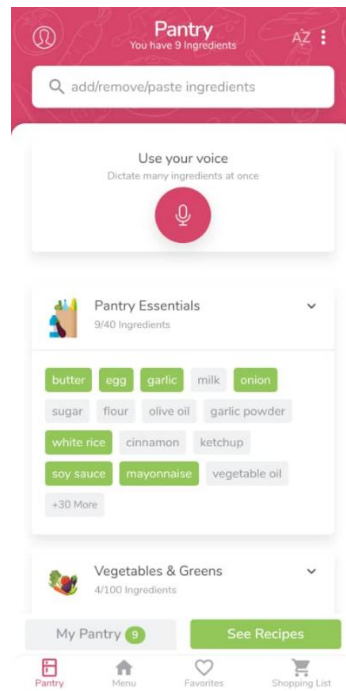 Pantry
You have 9 Ingredients
AZ
add/remove/paste ingredients
Use your voice
Dictate many ingredients at once
Pantry Essentials
9/40 Ingredients
butter egg garlic milk onion
sugar flour olive oil garlic powder
white rice cinnamon ketchup
soy sauce mayonnaise vegetable oil
+30 More
Vegetables & Greens
4/100 Ingredients
My Pantry 9 See Recipes
Pantry Menu Favorites Shopping List